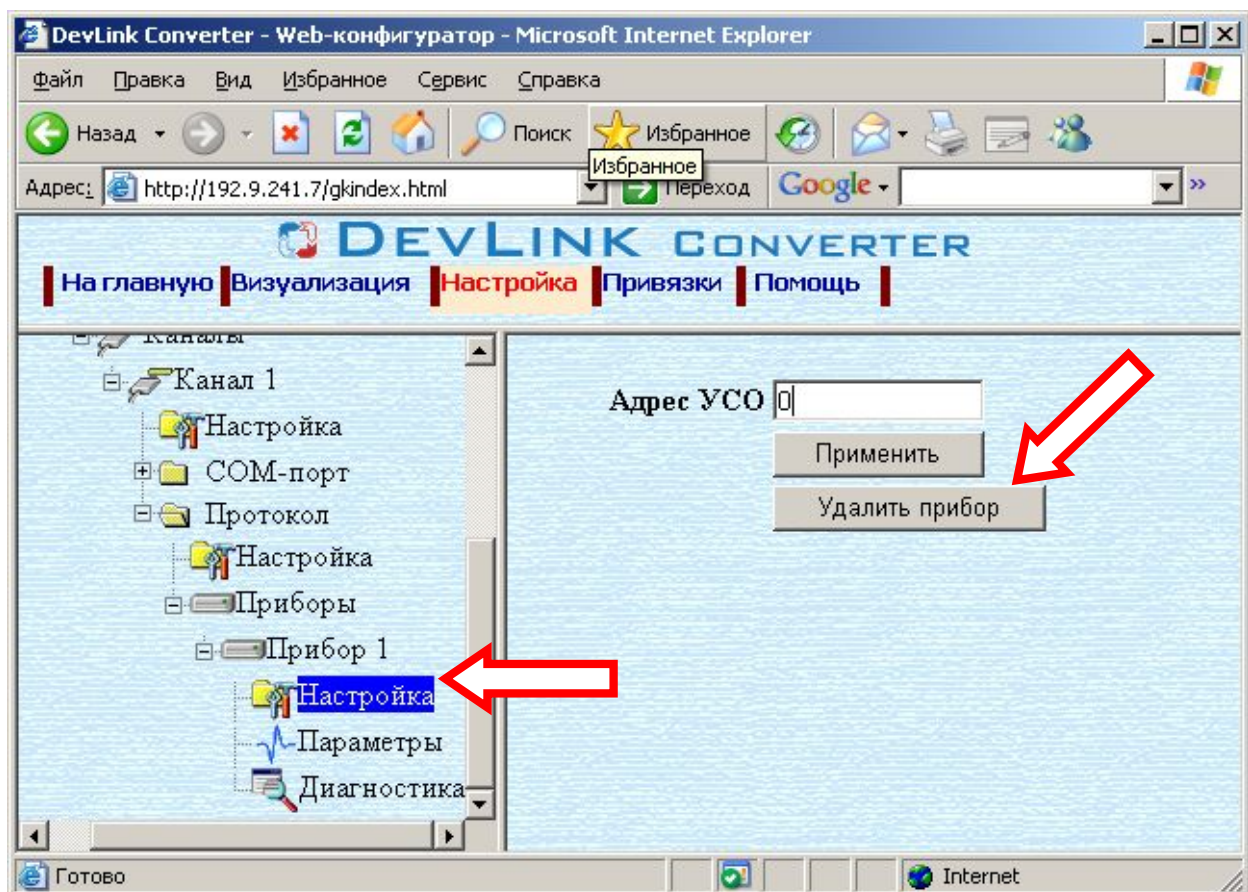 DevLink Converter - Web-конфигуратор - Microsoft Internet Explorer
Файл Правка Вид Избранное Сервис Справка
Назад Поиск Избранное
Избранное
Адрес: http://192.9.241.7/gkindex.html Переход Google
DEVLINK CONVERTER
На главную Визуализация Настройка Привязки Помощь
Каналы
Канал 1
Настройка
COM-порт
Протокол
Настройка
Приборы
Прибор 1
Настройка
Параметры
Диагностика
Адрес УСО 0
Применить
Удалить прибор
Готово Internet